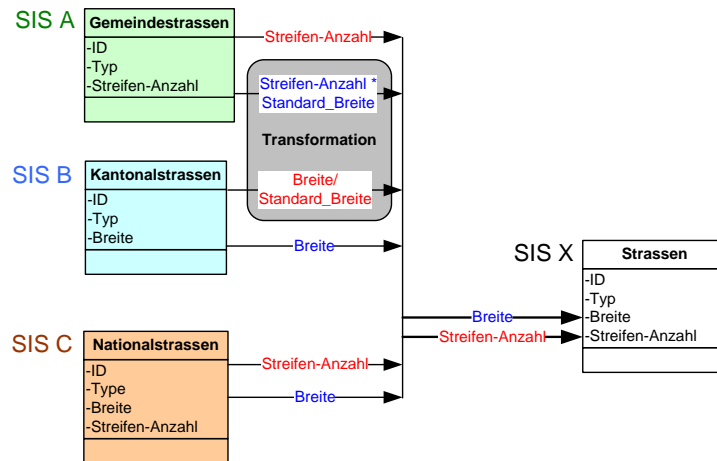 SIS A
Gemeindestrassen
-ID
-Typ
-Streifen-Anzahl
Streifen-Anzahl
Streifen-Anzahl *
Standard_Breite
Transformation
SIS B
Kantonalstrassen
-ID
-Typ
-Breite
Breite/
Standard_Breite
Breite
SIS X
Strassen
-ID
-Typ
-Breite
-Streifen-Anzahl
Breite
Streifen-Anzahl
SIS C
Nationalstrassen
-ID
-Type
-Breite
-Streifen-Anzahl
Streifen-Anzahl
Breite